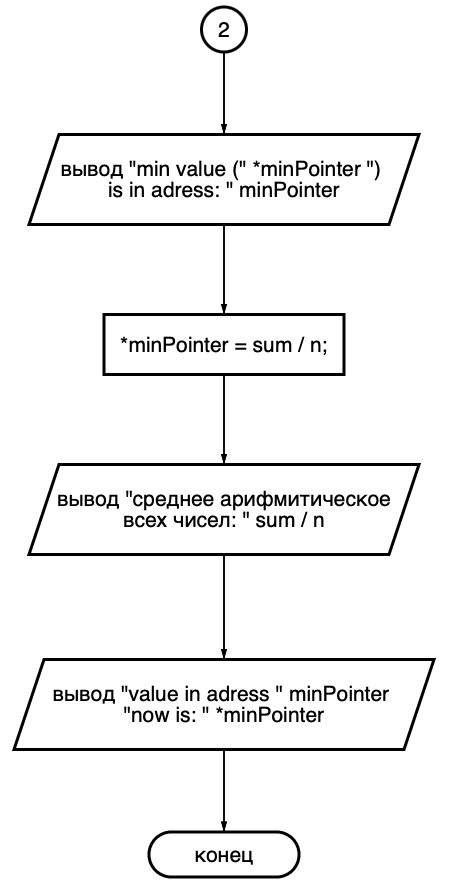 2
вывод "min value (" *minPointer ")
is in adress: " minPointer
*minPointer = sum / n;
вывод "среднее арифмитическое
всех чисел: " sum / n
вывод "value in adress " minPointer
"now is: " *minPointer
конец